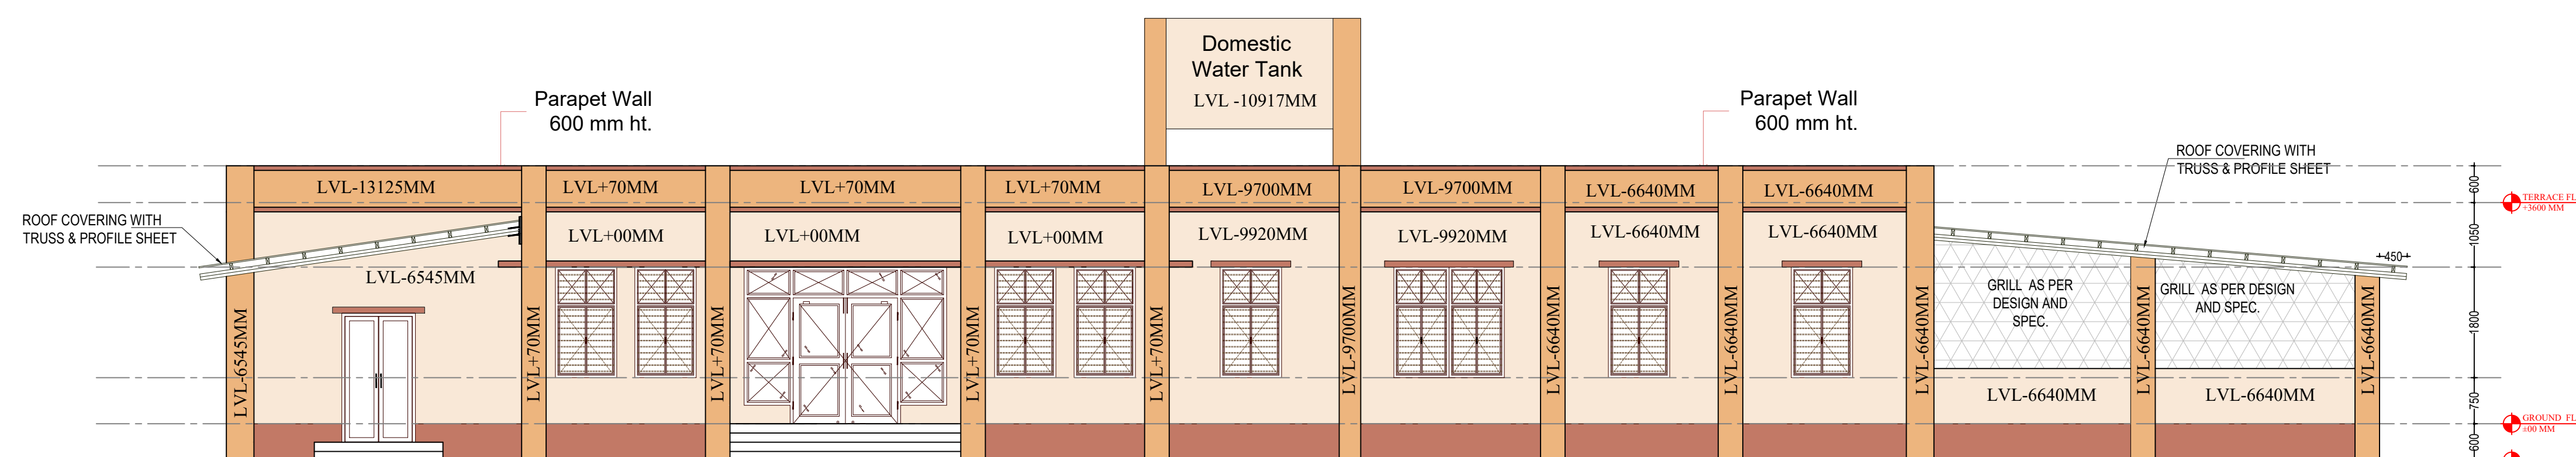 Domestic
Water Tank
LVL -10917MM
Parapet Wall
600 mm ht.
Parapet Wall
600 mm ht.
ROOF COVERING WITH
TRUSS & PROFILE SHEET
ROOF COVERING WITH
TRUSS & PROFILE SHEET
LVL-13125MM
LVL+70MM
LVL+70MM
LVL+70MM
LVL-9700MM
LVL-9700MM
LVL-6640MM
LVL-6640MM
600
TERRACE FL
+3600 MM
LVL+00MM
LVL+00MM
LVL+00MM
LVL-9920MM
LVL-9920MM
LVL-6640MM
LVL-6640MM
1050
450
LVL-6545MM
GRILL AS PER
DESIGN AND
SPEC.
GRILL AS PER DESIGN
AND SPEC.
1800
LVL-6545MM
LVL+70MM
LVL+70MM
LVL+70MM
LVL+70MM
LVL-9700MM
LVL-6640MM
LVL-6640MM
LVL-6640MM
LVL-6640MM
LVL-6640MM
LVL-6640MM
LVL-6640MM
750
GROUND FL
±00 MM
600